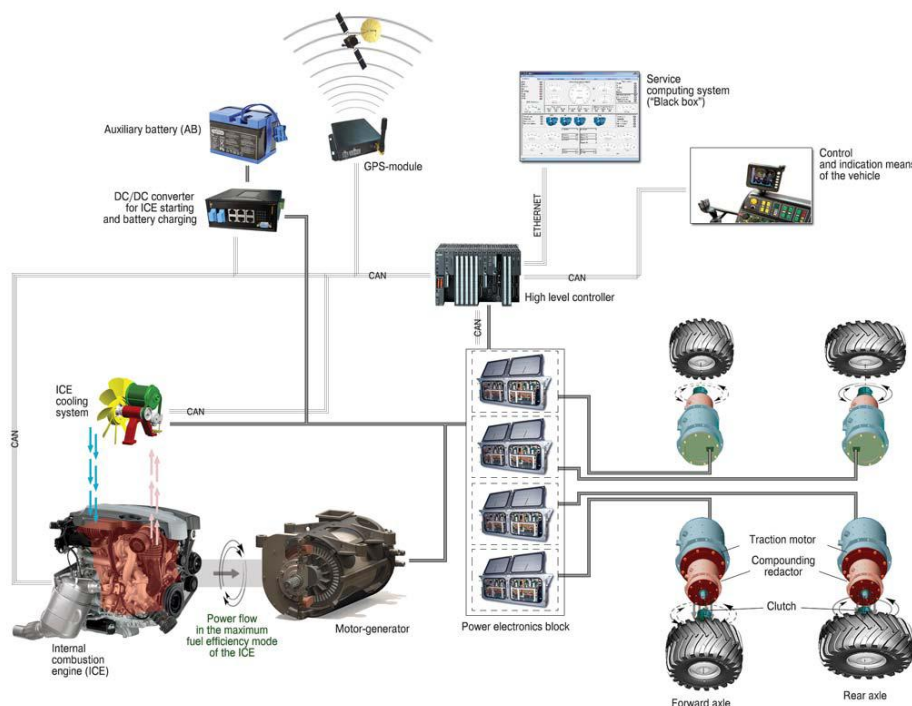 Auxiliary battery (AB)
GPS-module
Service
computing system
("Black box")
Control
and indication means
of the vehicle
DC/DC converter
for ICE starting
and battery charging
ETHERNET
CAN
CAN
High level controller
CAN
ICE
cooling
system
CAN
CAN
Traction motor
Compounding
redactor
Clutch
Power flow
in the maximum
fuel efficiency mode
of the ICE
Motor-generator
Power electronics block
Internal
combustion
engine (ICE)
Forward axle
Rear axle